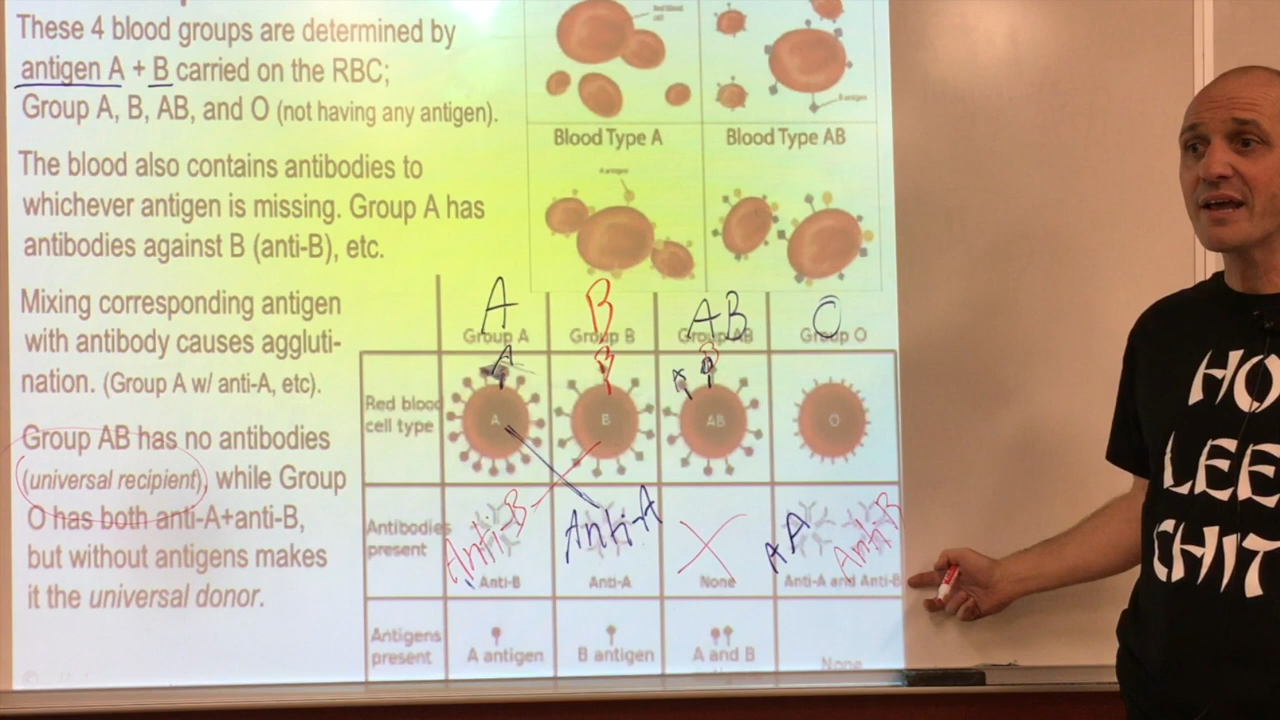 These 4 blood groups are determined by
antigen A + B carried on the RBC;
Group A, B, AB, and O (not having any antigen).
The blood also contains antibodies to
whichever antigen is missing. Group A has
antibodies against B (anti-B), etc.
Mixing corresponding antigen
with antibody causes aggluti-
nation. (Group A w/ anti-A, etc).
Group AB has no antibodies
(universal recipient), while Group
O has both anti-A+anti-B,
but without antigens makes
it the universal donor.
Red blood
cell
B antigen
Blood Type A
Blood Type AB
A antigen
A B AB O
Group A Group B Group AB Group O
A B A B
Red blood
cell type
A B AB O
Antibodies
present
Anti-B Anti-A X A A Anti-B
Anti-B Anti-A None Anti-A and Anti-B
Antigens
present
A antigen B antigen A and B None
HO
LEE
CHIT